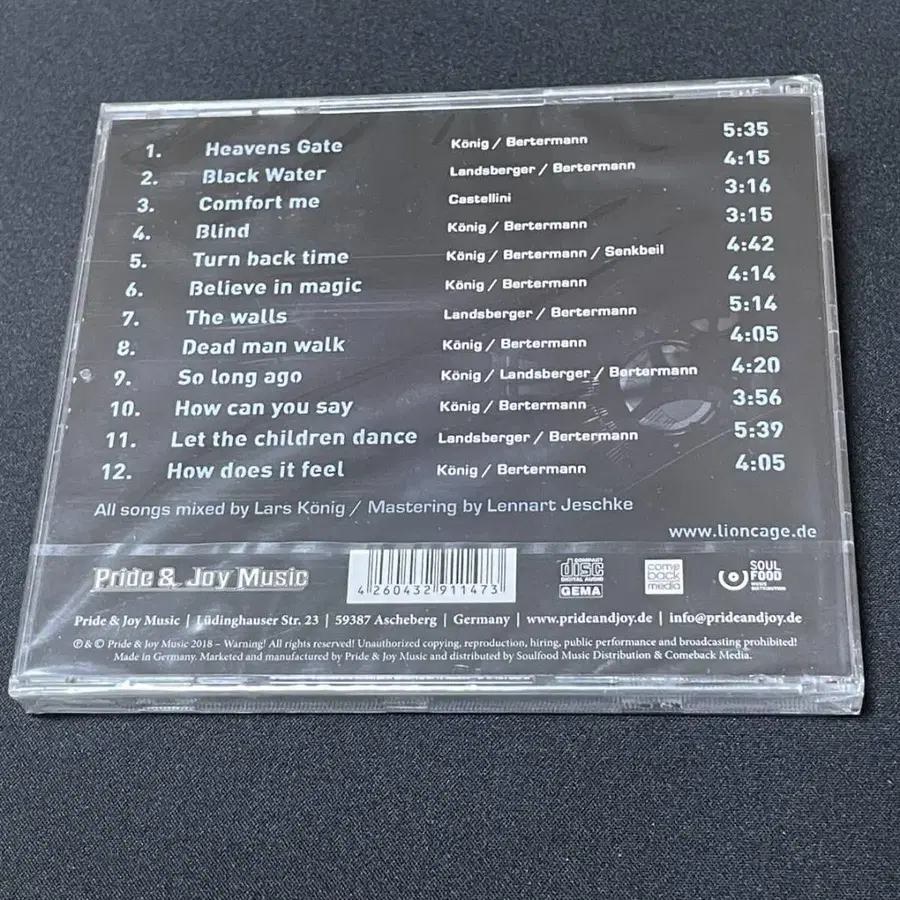 1. Heavens Gate König / Bertermann 5:35
2. Black Water Landsberger / Bertermann 4:15
3. Comfort me Castellini 3:16
4. Blind König / Bertermann 3:15
5. Turn back time König / Bertermann / Senkbeil 4:42
6. Believe in magic König / Bertermann 4:14
7. The walls Landsberger / Bertermann 5:14
8. Dead man walk König / Bertermann 4:05
9. So long ago König / Landsberger / Bertermann 4:20
10. How can you say König / Bertermann 3:56
11. Let the children dance Landsberger / Bertermann 5:39
12. How does it feel König / Bertermann 4:05
All songs mixed by Lars König / Mastering by Lennart Jeschke
www.lioncage.de
Pride & Joy Music
4 260432 911473
COMPACT
disc
DIGITAL AUDIO
GEMA
come
back
media
SOUL
FOOD
MUSIC
DISTRIBUTION
Pride & Joy Music | Lüdinghauser Str. 23 | 59387 Ascheberg | Germany | www.prideandjoy.de | info@prideandjoy.de
℗ & © Pride & Joy Music 2018 – Warning! All rights reserved! Unauthorized copying, reproduction, hiring, public performance and broadcasting prohibited!
Made in Germany. Marketed and manufactured by Pride & Joy Music and distributed by Soulfood Music Distribution & Comeback Media.